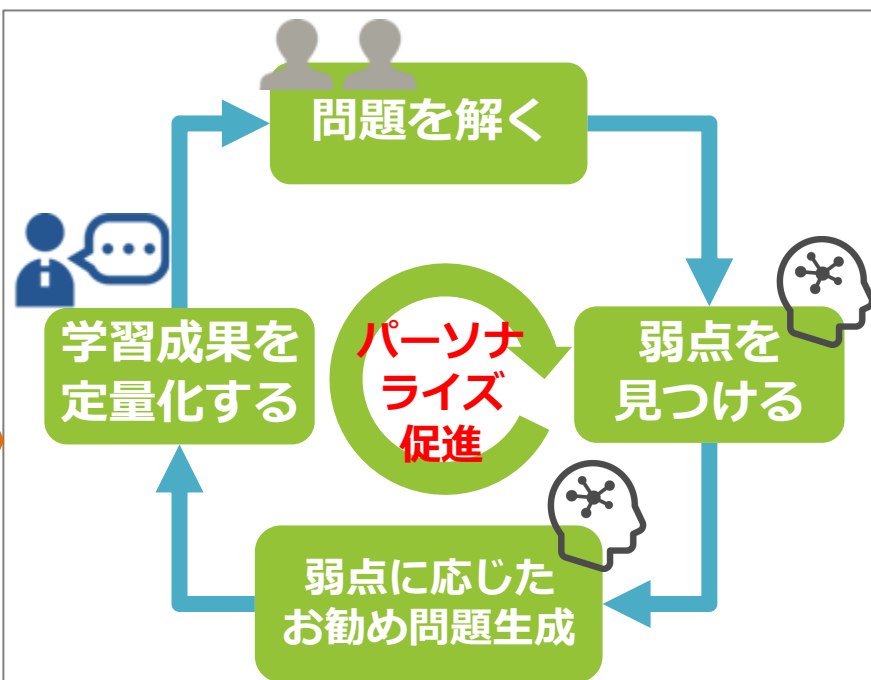 問題を解く
弱点を
見つける
弱点に応じた
お勧め問題生成
学習成果を
定量化する
パーソナ
ライズ
促進